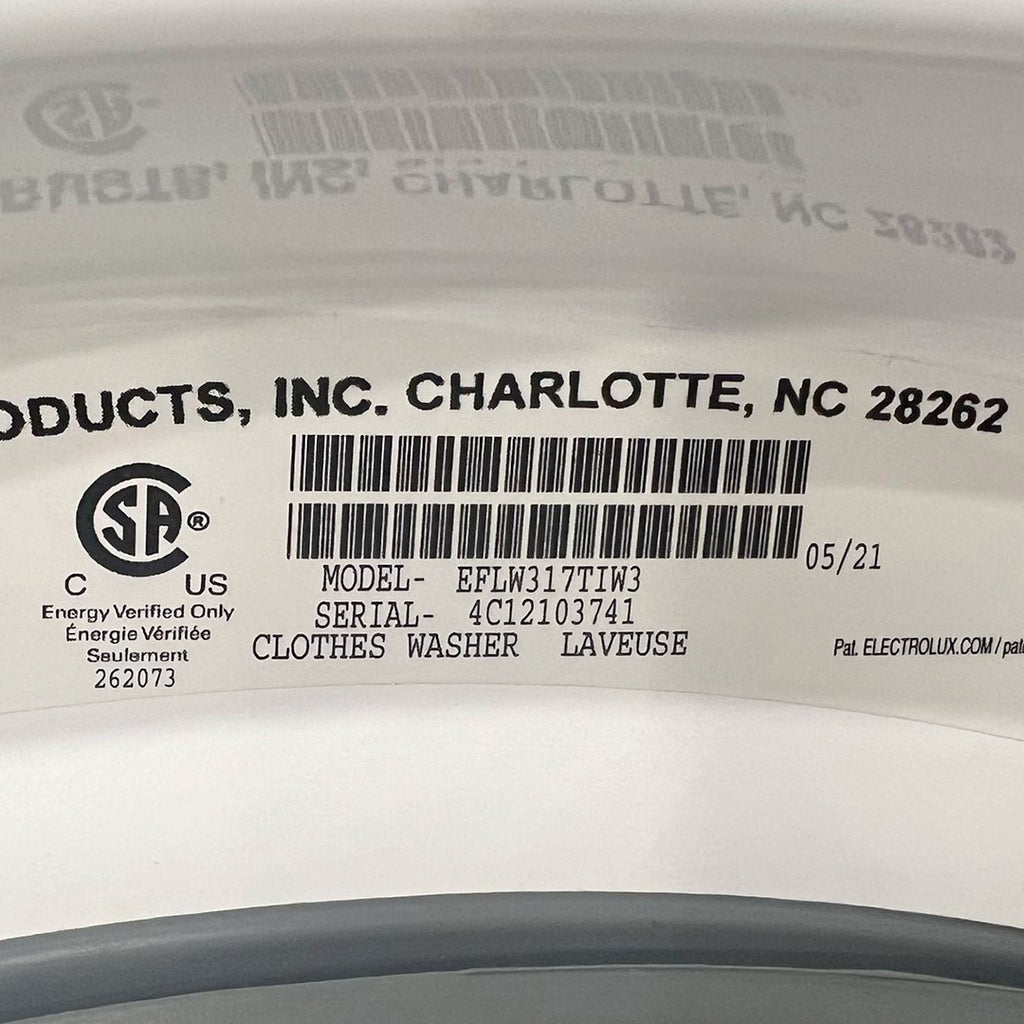 ODUCTS, INC. CHARLOTTE, NC 28262
CSA®
C US
Energy Verified Only
Énergie Vérifiée
Seulement
262073
05/21
MODEL- EFLW317TIW3
SERIAL- 4C12103741
CLOTHES WASHER LAVEUSE
Pat. ELECTROLUX.COM / pat